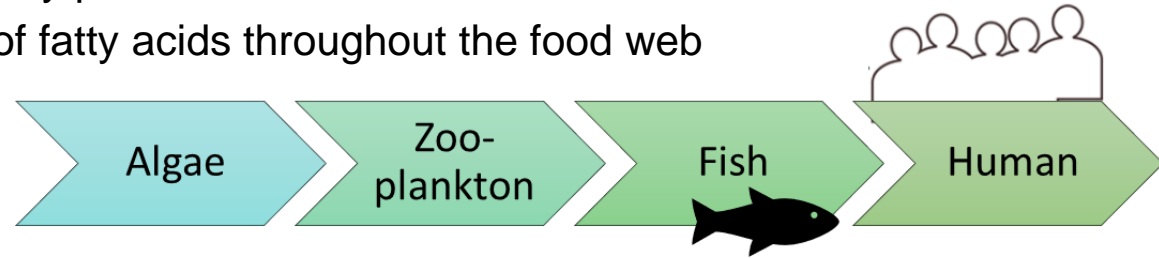 of fatty acids throughout the food web
Algae
Zoo-
plankton
Fish
Human